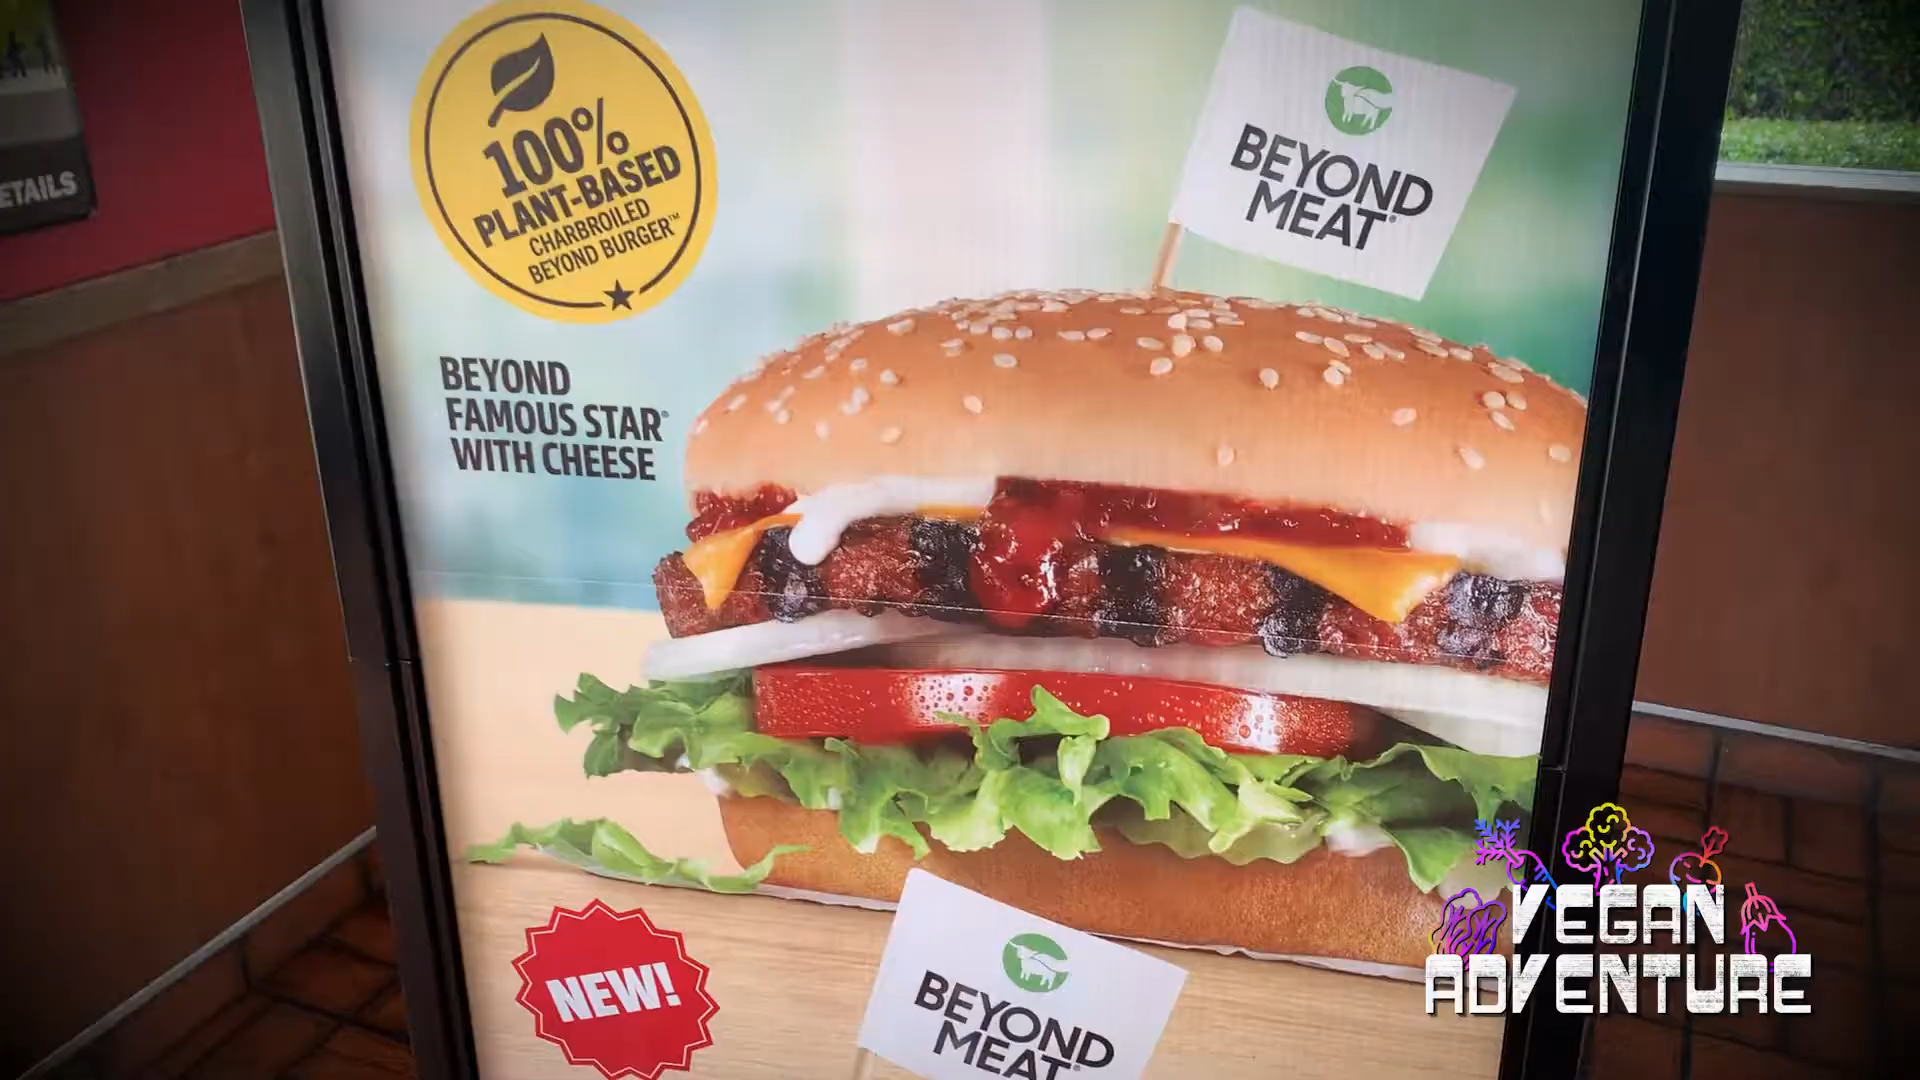 ETAILS
100%
PLANT-BASED
CHARBROILED
BEYOND BURGER™
BEYOND
FAMOUS STAR®
WITH CHEESE
BEYOND
MEAT®
NEW!
BEYOND
MEAT®
VEGAN
ADVENTURE